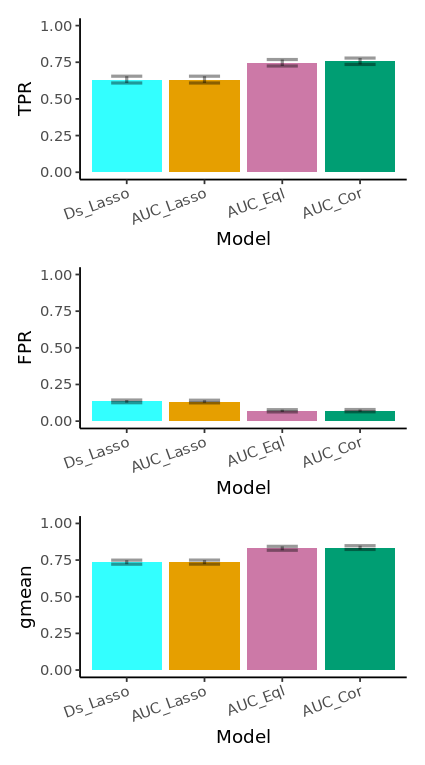 1.00
0.75
TPR
0.50
0.25
0.00
Ds_Lasso
AUC_Lasso
AUC_Eql
AUC_Cor
Model
1.00
0.75
FPR
0.50
0.25
0.00
Ds_Lasso
AUC_Lasso
AUC_Eql
AUC_Cor
Model
1.00
0.75
gmean
0.50
0.25
0.00
Ds_Lasso
AUC_Lasso
AUC_Eql
AUC_Cor
Model